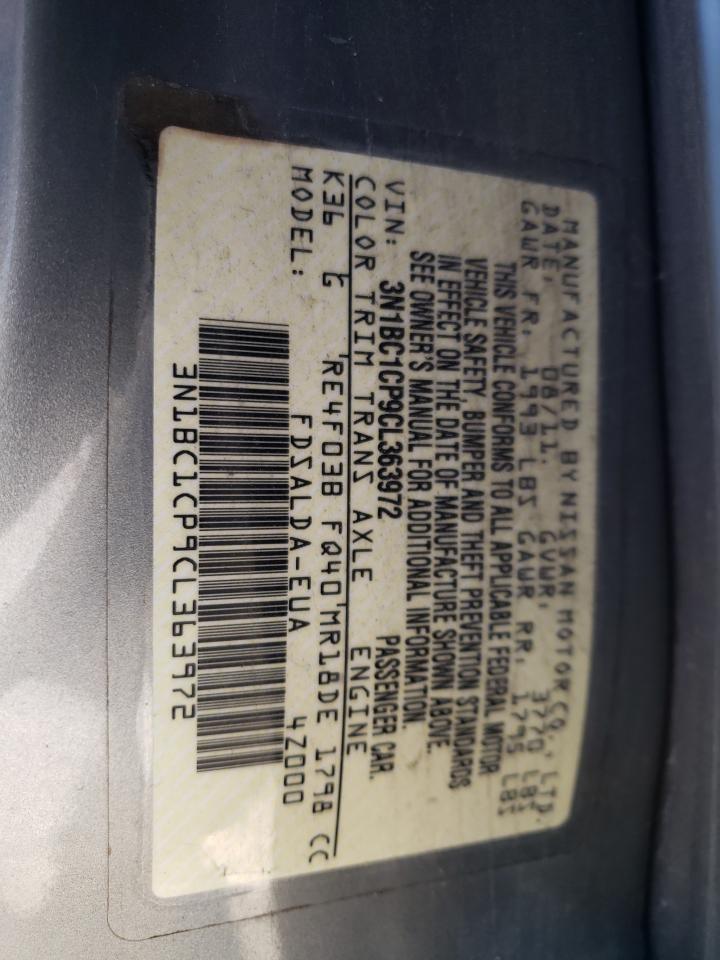 MANUFACTURED BY NISSAN MOTOR CO., LTD.
DATE: 08/11. GVWR: 3770 LBS
GAWR FR: 1993 LBS GAWR RR: 1795 LBS
THIS VEHICLE CONFORMS TO ALL APPLICABLE FEDERAL MOTOR
VEHICLE SAFETY, BUMPER AND THEFT PREVENTION STANDARDS
IN EFFECT ON THE DATE OF MANUFACTURE SHOWN ABOVE.
SEE OWNER'S MANUAL FOR ADDITIONAL INFORMATION.
VIN: 3N1BC1CP9CL363972 PASSENGER CAR.
COLOR TRIM TRANS AXLE ENGINE
K36 G RE4F03B FQ40 MR18DE 1798 CC
MODEL: FDSALDA-EUA 4Z000
3N1BC1CP9CL363972